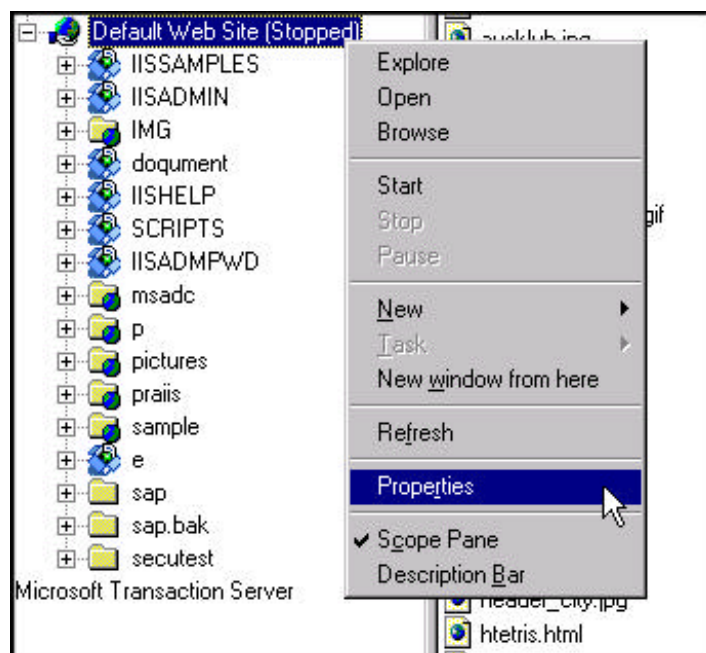 Default Web Site (Stopped)
IISSAMPLES
IISADMIN
IMG
doqument
IISHELP
SCRIPTS
IISADMPWD
msadc
p
pictures
praiis
sample
e
sap
sap.bak
secutest
Microsoft Transaction Server
Explore
Open
Browse
Start
Stop
Pause
New
Task
New window from here
Refresh
Properties
Scope Pane
Description Bar
gif
header_city.jpg
htetris.html